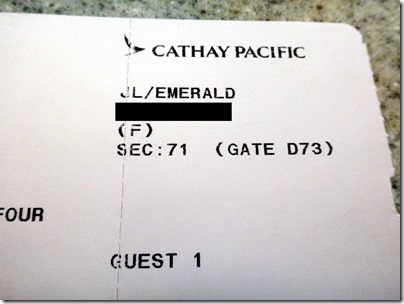 CATHAY PACIFIC
JL/EMERALD
(F)
SEC:71 (GATE D73)
FOUR
GUEST 1